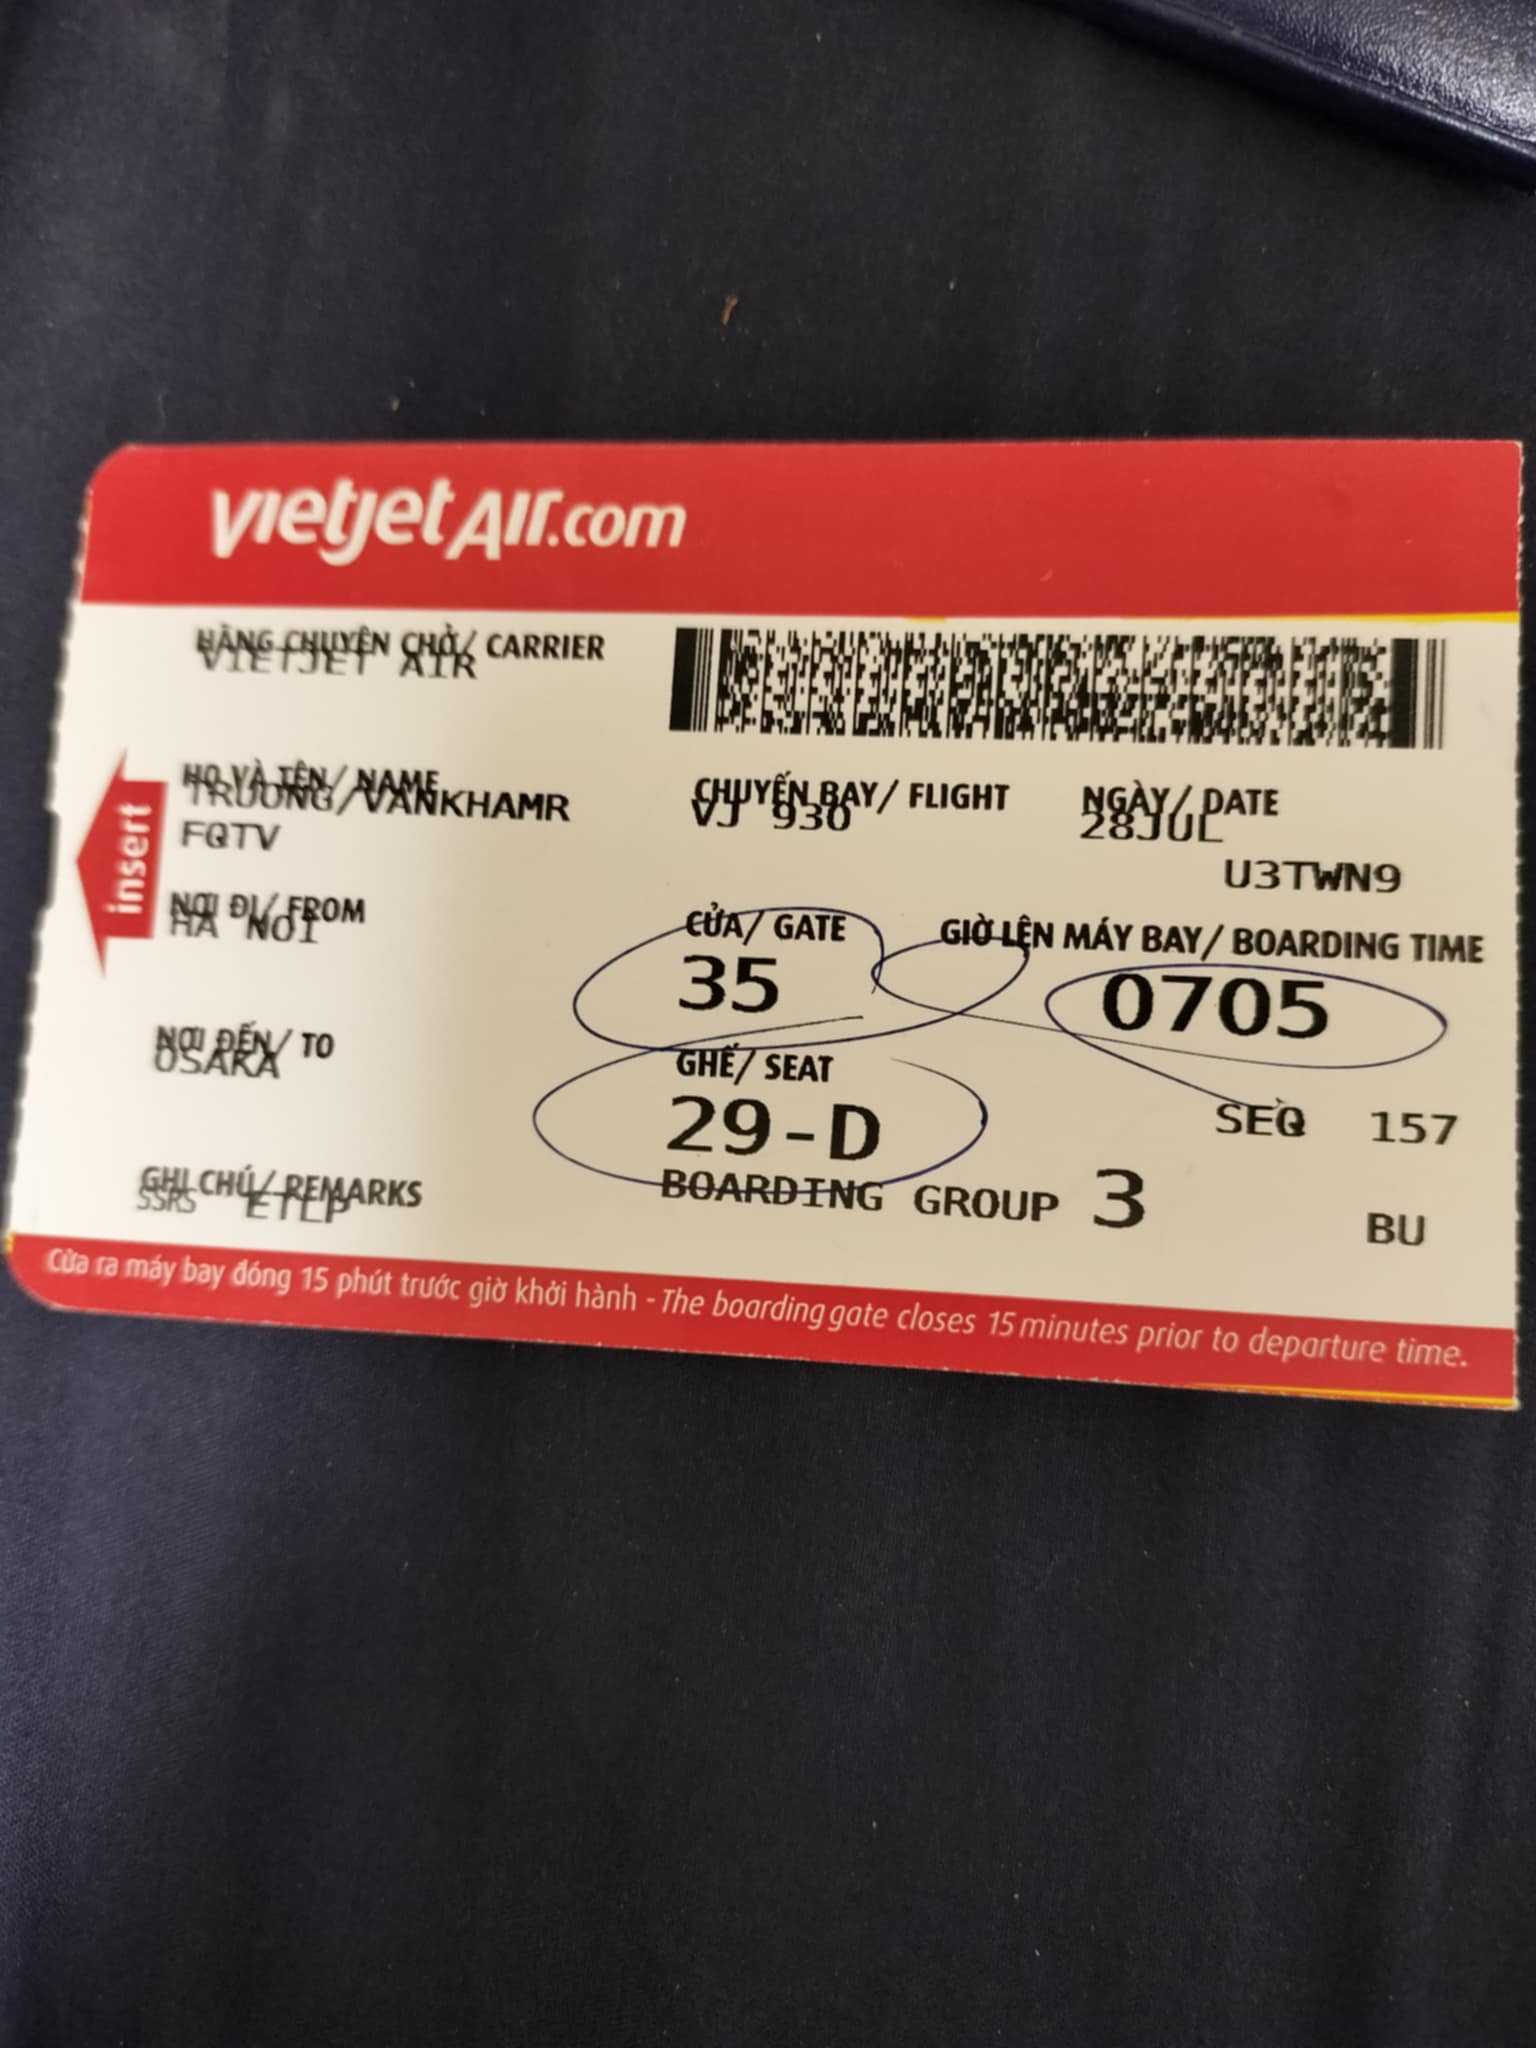 vietjetAir.com
HÃNG CHUYÊN CHỞ/ CARRIER
VIETJET AIR
HỌ VÀ TÊN/ NAME
TRUONG/VANKHAMR
FQTV
CHUYẾN BAY/ FLIGHT
VJ 930
NGÀY/ DATE
28JUL
U3TWN9
insert
NƠI ĐI/ FROM
HA NOI
CỬA/ GATE
35
GIỜ LÊN MÁY BAY/ BOARDING TIME
0705
NƠI ĐẾN/ TO
OSAKA
GHẾ/ SEAT
29-D
SEQ 157
GHI CHÚ/ REMARKS
SSRS ETLP
BOARDING GROUP 3
BU
Cửa ra máy bay đóng 15 phút trước giờ khởi hành - The boarding gate closes 15 minutes prior to departure time.